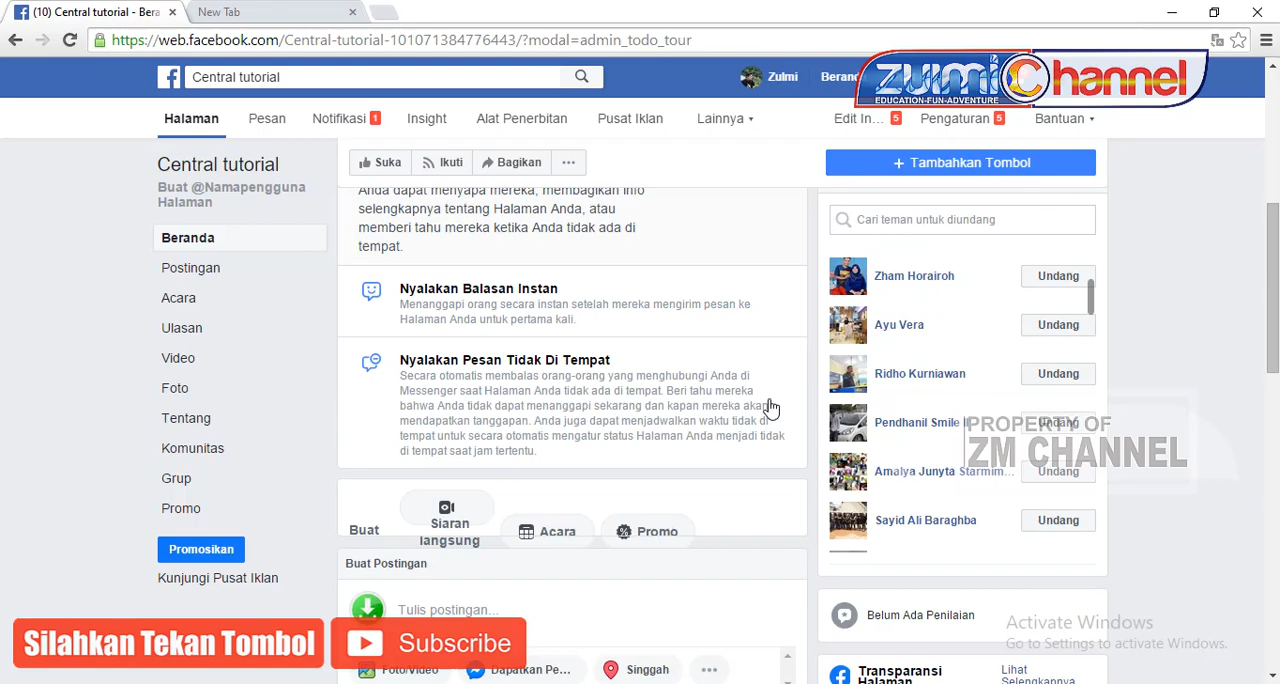 (10) Central tutorial - Bera
New Tab
https://web.facebook.com/Central-tutorial-101071384776443/?modal=admin_todo_tour
Central tutorial
Zulmi
Beran
ZulmiChannel
EDUCATION-FUN-ADVENTURE
Halaman
Pesan
Notifikasi 1
Insight
Alat Penerbitan
Pusat Iklan
Lainnya
Edit In... 5
Pengaturan 5
Bantuan
Central tutorial
Buat @Namapengguna
Halaman
Beranda
Postingan
Acara
Ulasan
Video
Foto
Tentang
Komunitas
Grup
Promo
Promosikan
Kunjungi Pusat Iklan
Suka
Ikuti
Bagikan
...
+ Tambahkan Tombol
Anda dapat menyapa mereka, membagikan info
selengkapnya tentang Halaman Anda, atau
memberi tahu mereka ketika Anda tidak ada di
tempat.
Nyalakan Balasan Instan
Menanggapi orang secara instan setelah mereka mengirim pesan ke
Halaman Anda untuk pertama kali.
Nyalakan Pesan Tidak Di Tempat
Secara otomatis membalas orang-orang yang menghubungi Anda di
Messenger saat Halaman Anda tidak ada di tempat. Beri tahu mereka
bahwa Anda tidak dapat menanggapi sekarang dan kapan mereka akan
mendapatkan tanggapan. Anda juga dapat menjadwalkan waktu tidak di
tempat untuk secara otomatis mengatur status Halaman Anda menjadi tidak
di tempat saat jam tertentu.
Buat
Siaran
langsung
Acara
Promo
Buat Postingan
Tulis postingan...
Foto/Video
Dapatkan Pe...
Singgah
...
Cari teman untuk diundang
Zham Horairoh
Undang
Ayu Vera
Undang
Ridho Kurniawan
Undang
Pendhanil Smile
Undang
Amalya Junyta Starmim...
Undang
Sayid Ali Baraghba
Undang
PROPERTY OF
ZM CHANNEL
Belum Ada Penilaian
Transparansi
Halaman
Lihat
Selengkapnya
Activate Windows
Go to Settings to activate Windows.
Silahkan Tekan Tombol
Subscribe